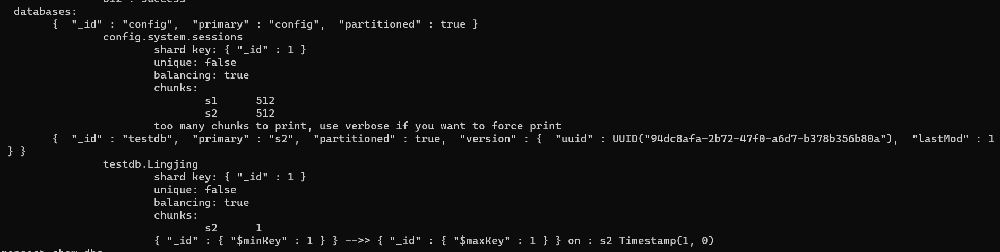 012 : Success
databases:
{  "_id" : "config",  "primary" : "config",  "partitioned" : true }
config.system.sessions
shard key: { "_id" : 1 }
unique: false
balancing: true
chunks:
s1	512
s2	512
too many chunks to print, use verbose if you want to force print
{  "_id" : "testdb",  "primary" : "s2",  "partitioned" : true,  "version" : {  "uuid" : UUID("94dc8afa-2b72-47f0-a6d7-b378b356b80a"),  "lastMod" : 1
} }
testdb.Lingjing
shard key: { "_id" : 1 }
unique: false
balancing: true
chunks:
s2	1
{ "_id" : { "$minKey" : 1 } } -->> { "_id" : { "$maxKey" : 1 } } on : s2 Timestamp(1, 0)
mongos> show dbs